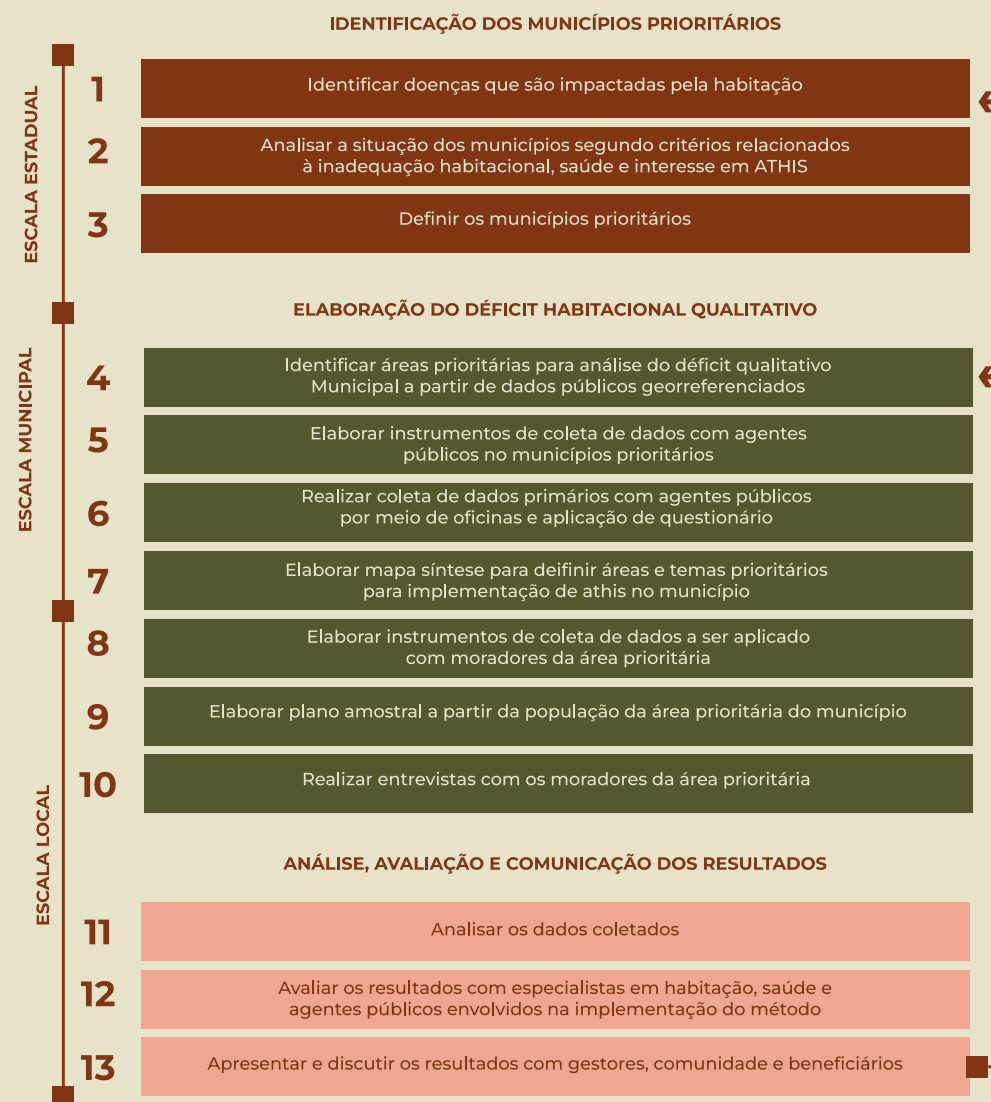 IDENTIFICAÇÃO DOS MUNICÍPIOS PRIORITÁRIOS
ESCALA ESTADUAL
1
Identificar doenças que são impactadas pela habitação
2
Analisar a situação dos municípios segundo critérios relacionados
à inadequação habitacional, saúde e interesse em ATHIS
3
Definir os municípios prioritários
ELABORAÇÃO DO DÉFICIT HABITACIONAL QUALITATIVO
ESCALA MUNICIPAL
4
Identificar áreas prioritárias para análise do déficit qualitativo
Municipal a partir de dados públicos georreferenciados
5
Elaborar instrumentos de coleta de dados com agentes
públicos no municípios prioritários
6
Realizar coleta de dados primários com agentes públicos
por meio de oficinas e aplicação de questionário
7
Elaborar mapa síntese para deifinir áreas e temas prioritários
para implementação de athis no município
8
Elaborar instrumentos de coleta de dados a ser aplicado
com moradores da área prioritária
9
Elaborar plano amostral a partir da população da área prioritária do município
10
Realizar entrevistas com os moradores da área prioritária
ESCALA LOCAL
ANÁLISE, AVALIAÇÃO E COMUNICAÇÃO DOS RESULTADOS
11
Analisar os dados coletados
12
Avaliar os resultados com especialistas em habitação, saúde e
agentes públicos envolvidos na implementação do método
13
Apresentar e discutir os resultados com gestores, comunidade e beneficiários